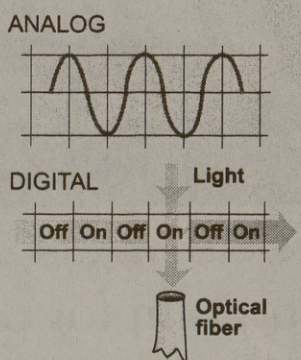 ANALOG
DIGITAL
Light
Off On Off On Off On
Optical
fiber